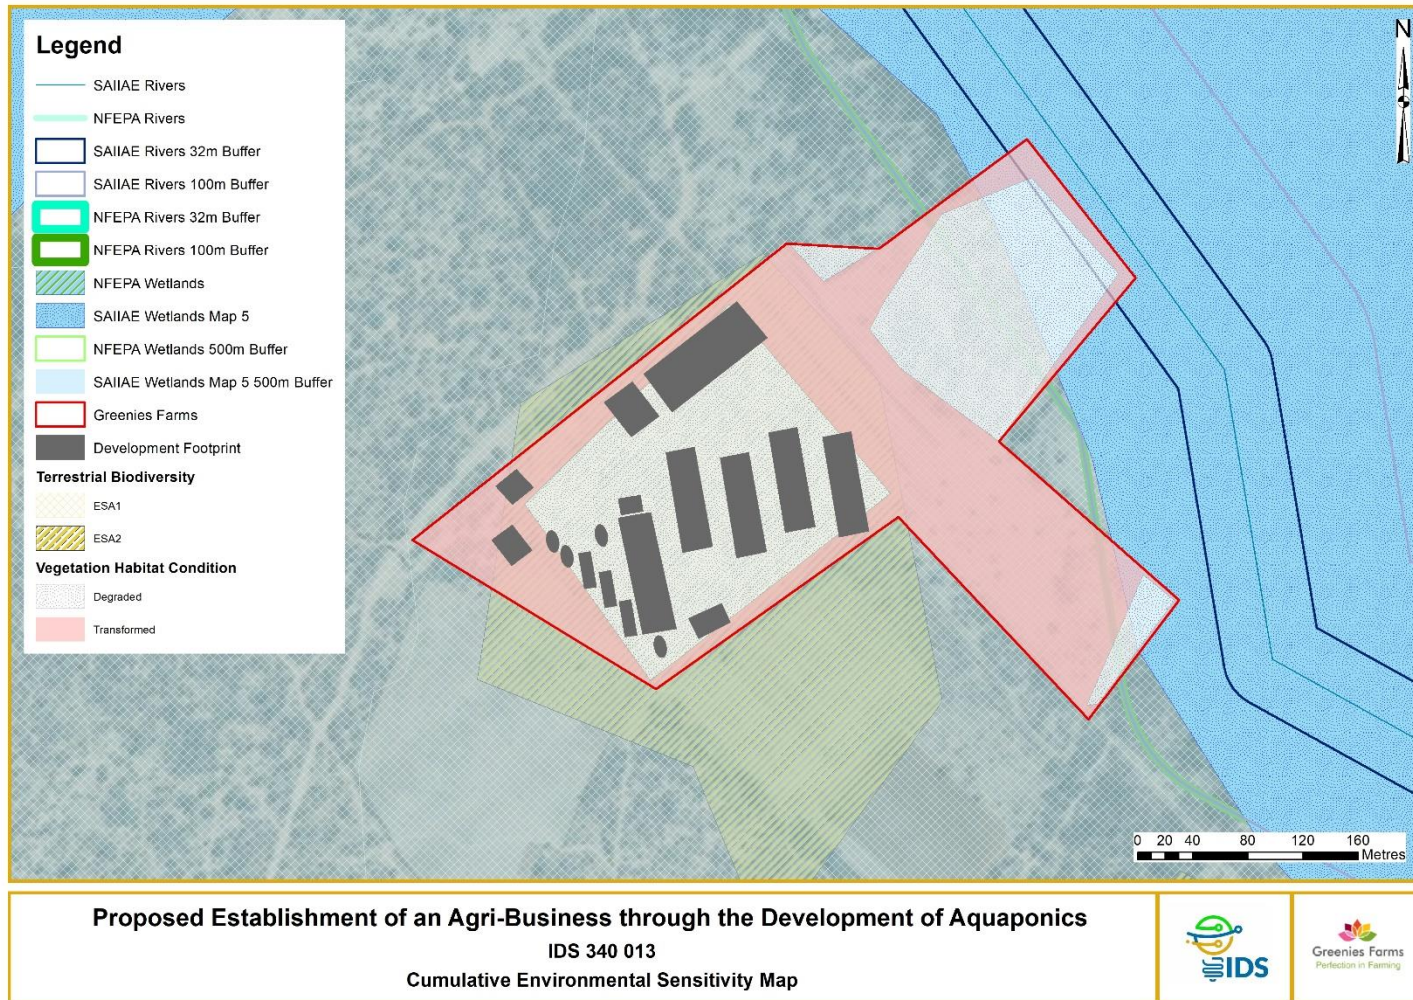 Legend
SAIIAE Rivers
NFEPA Rivers
SAIIAE Rivers 32m Buffer
SAIIAE Rivers 100m Buffer
NFEPA Rivers 32m Buffer
NFEPA Rivers 100m Buffer
NFEPA Wetlands
SAIIAE Wetlands Map 5
NFEPA Wetlands 500m Buffer
SAIIAE Wetlands Map 5 500m Buffer
Greenies Farms
Development Footprint
Terrestrial Biodiversity
ESA1
ESA2
Vegetation Habitat Condition
Degraded
Transformed
N
0 20 40 80 120 160
Metres
Proposed Establishment of an Agri-Business through the Development of Aquaponics
IDS 340 013
Cumulative Environmental Sensitivity Map
IDS
Greenies Farms
Perfection in Farming